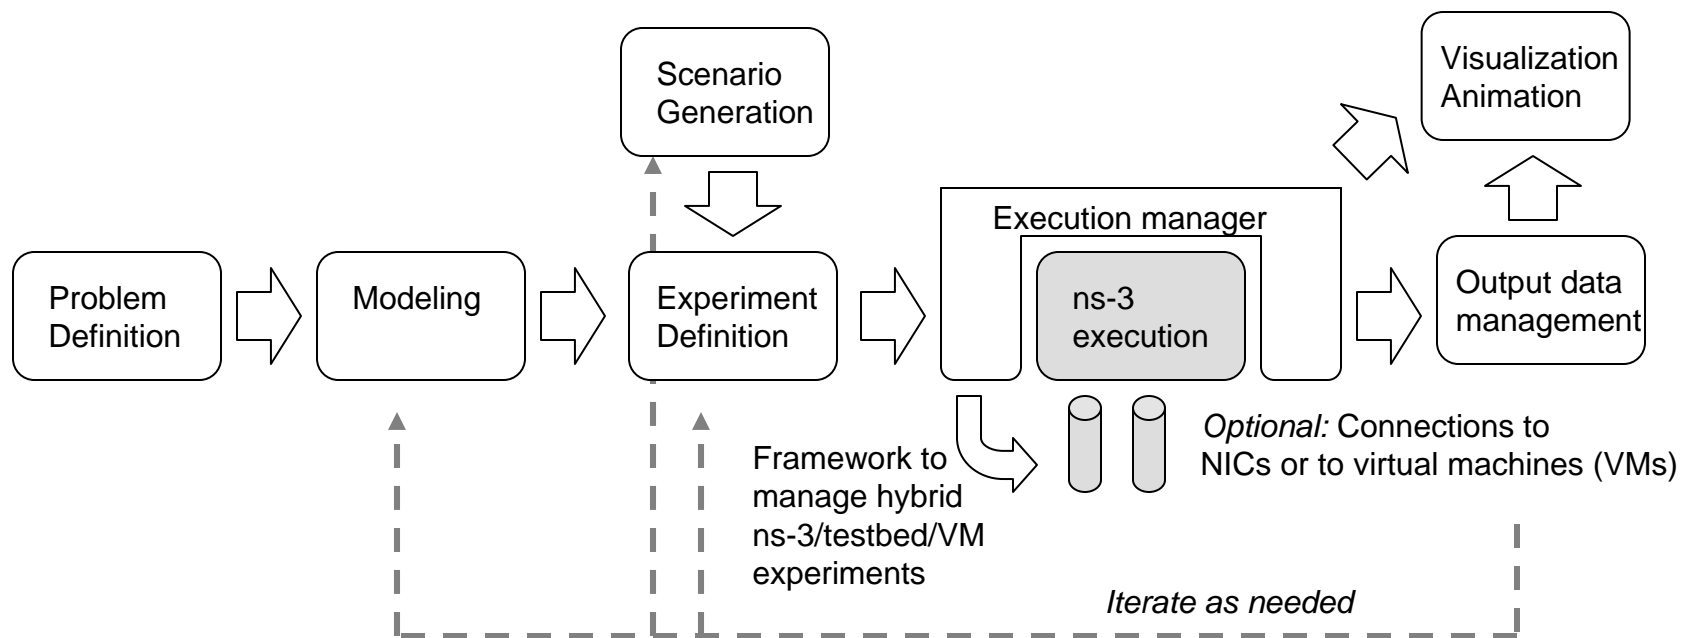 Scenario
Generation
Visualization
Animation
Execution manager
Problem
Definition
Modeling
Experiment
Definition
ns-3
execution
Output data
management
Framework to
manage hybrid
ns-3/testbed/VM
experiments
Optional: Connections to
NICs or to virtual machines (VMs)
Iterate as needed